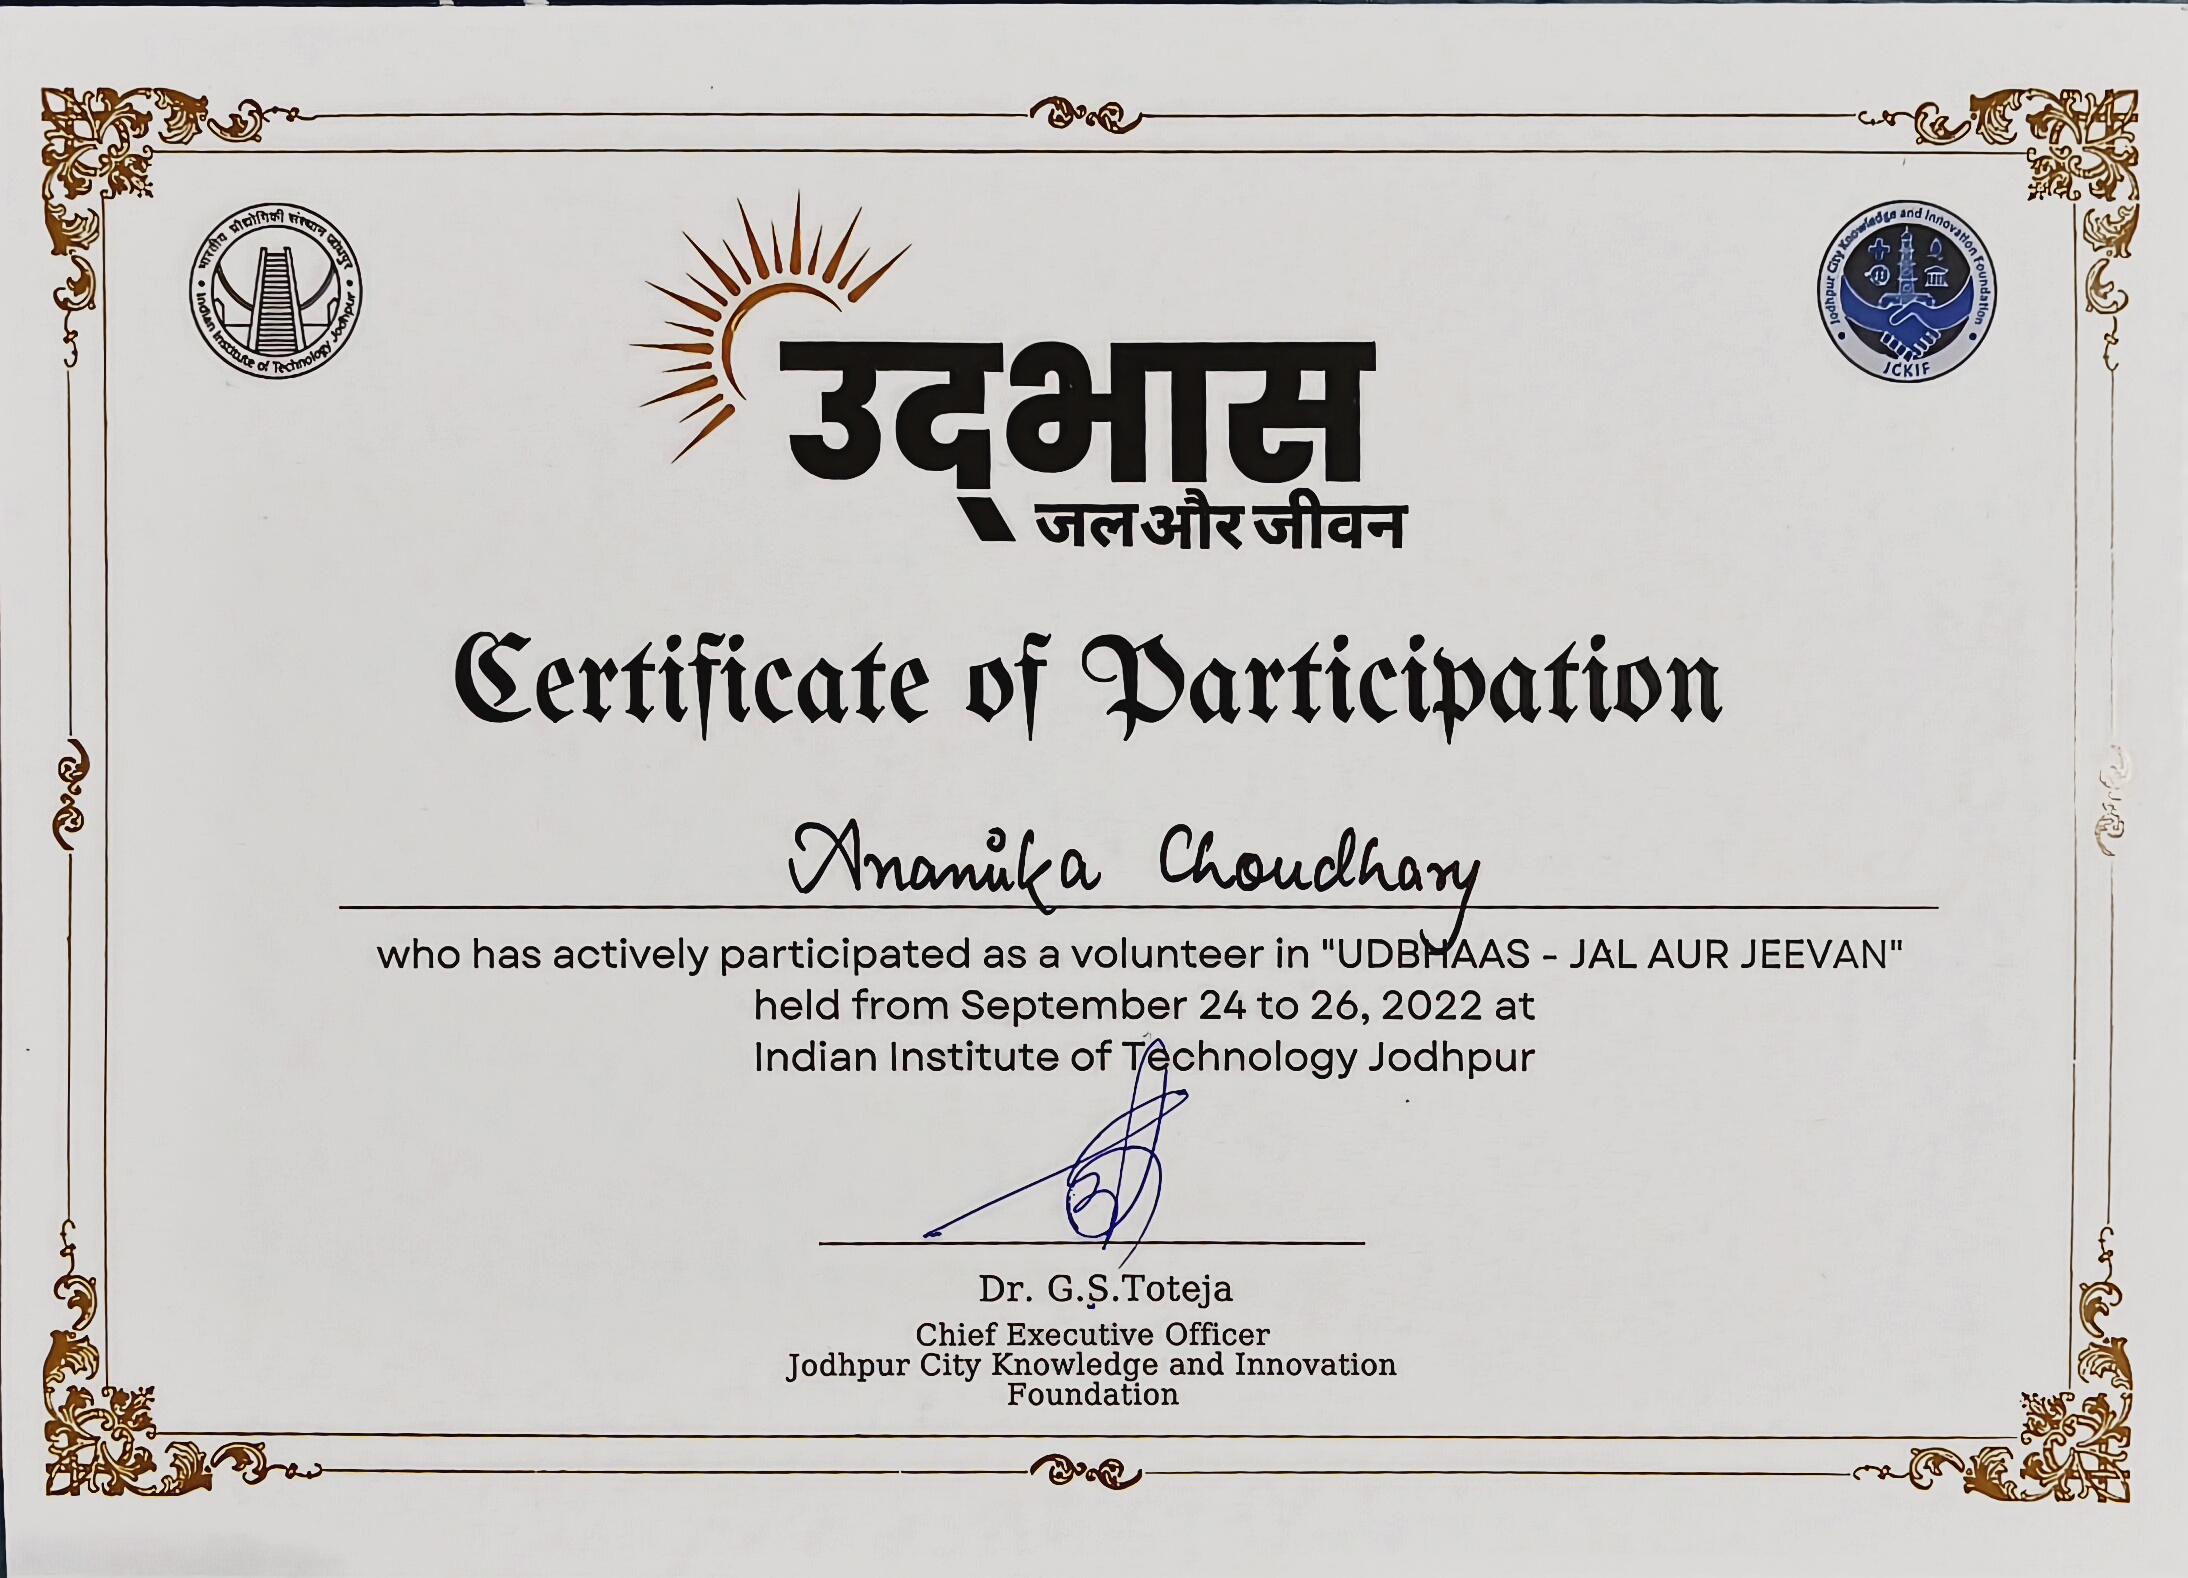 भारतीय प्रौद्योगिकी संस्थान जोधपुर
Indian Institute of Technology Jodhpur
Jodhpur City Knowledge and Innovation Foundation
JCKIF
उद्भास
जल और जीवन
Certificate of Participation
Ananika Choudhary
who has actively participated as a volunteer in "UDBHAAS - JAL AUR JEEVAN"
held from September 24 to 26, 2022 at
Indian Institute of Technology Jodhpur
Dr. G.S.Toteja
Chief Executive Officer
Jodhpur City Knowledge and Innovation
Foundation